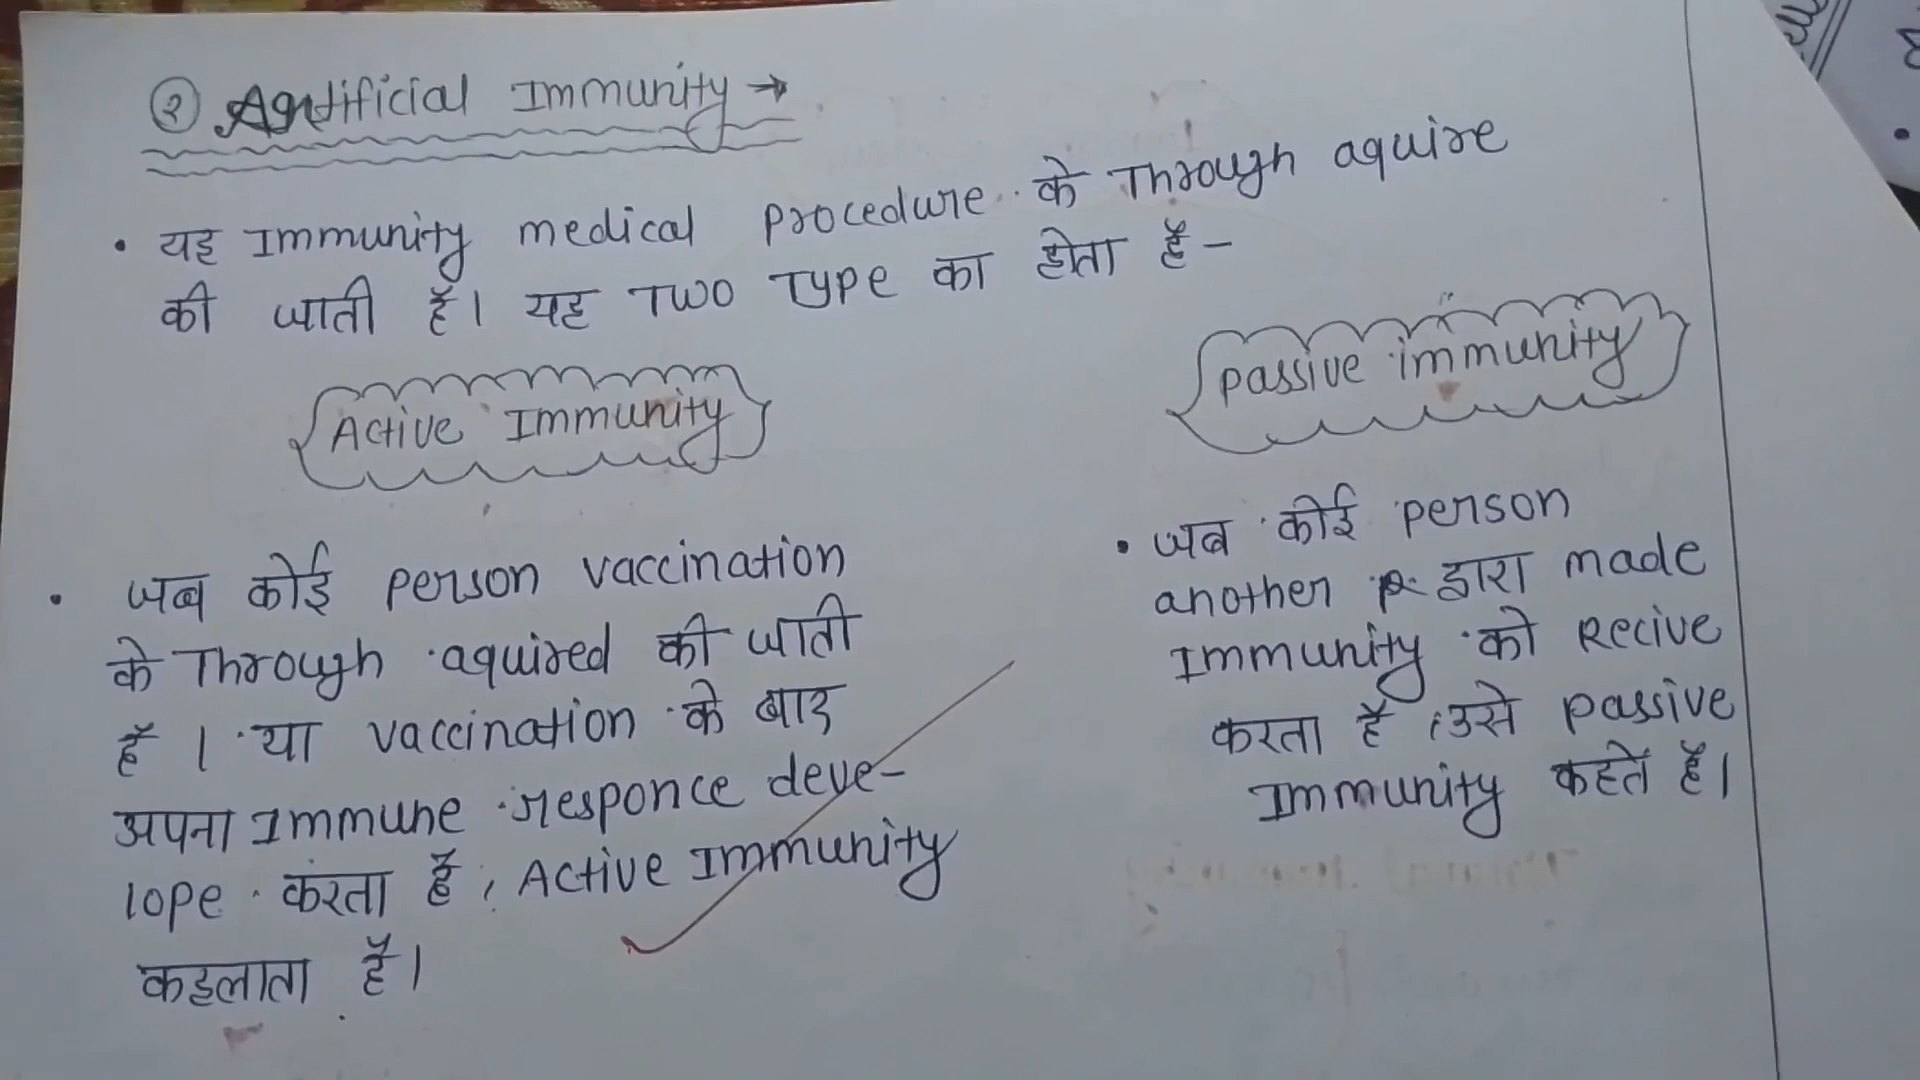 २ Artificial Immunity →
• यह Immunity medical procedure के Through aquire
की जाती है। यह Two Type का होता है –
Active Immunity
Passive immunity
• जब कोई person vaccination
के Through aquired की जाती
है । या vaccination के बाद
अपना Immune responce deve-
lope करता है, Active Immunity
कहलाता है।
• जब कोई person
another द्वारा made
Immunity को Recive
करता है, उसे passive
Immunity कहते है।